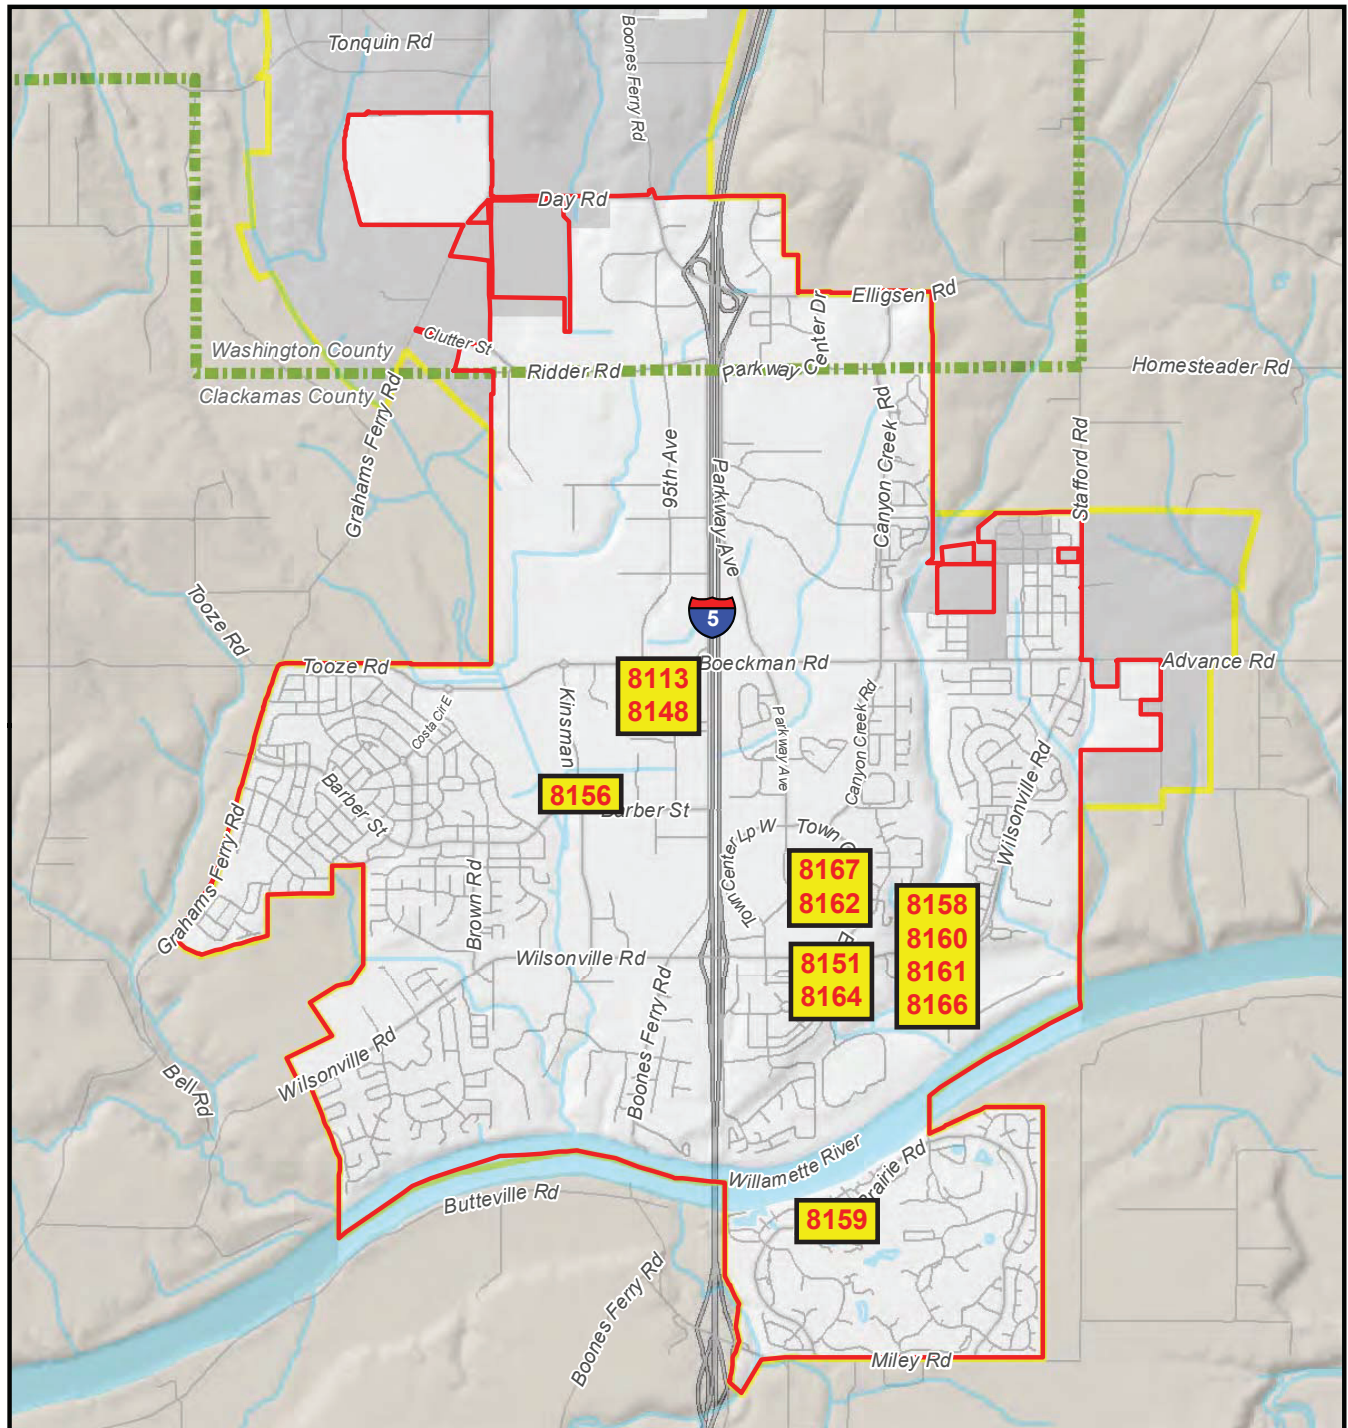 Tonquin Rd
Boones Ferry Rd
Day Rd
Elligsen Rd
Clutter St
Washington County
Clackamas County
Ridder Rd
Parkway Center Dr
Homesteader Rd
Grahams Ferry Rd
95th Ave
Parkway Ave
Canyon Creek Rd
Stafford Rd
Tooze Rd
5
Tooze Rd
Boeckman Rd
Advance Rd
8113
8148
Kinsman
Costa Cir E
Parkway Ave
Canyon Creek Rd
Wilsonville Rd
8156
Barber St
Barber St
Grahams Ferry Rd
Town Center Lp W
Town C
E
8167
8162
8158
8160
8161
8166
Brown Rd
Wilsonville Rd
8151
8164
Boones Ferry Rd
Wilsonville Rd
Bell Rd
Willamette River
Prairie Rd
Butteville Rd
8159
Boones Ferry Rd
Miley Rd